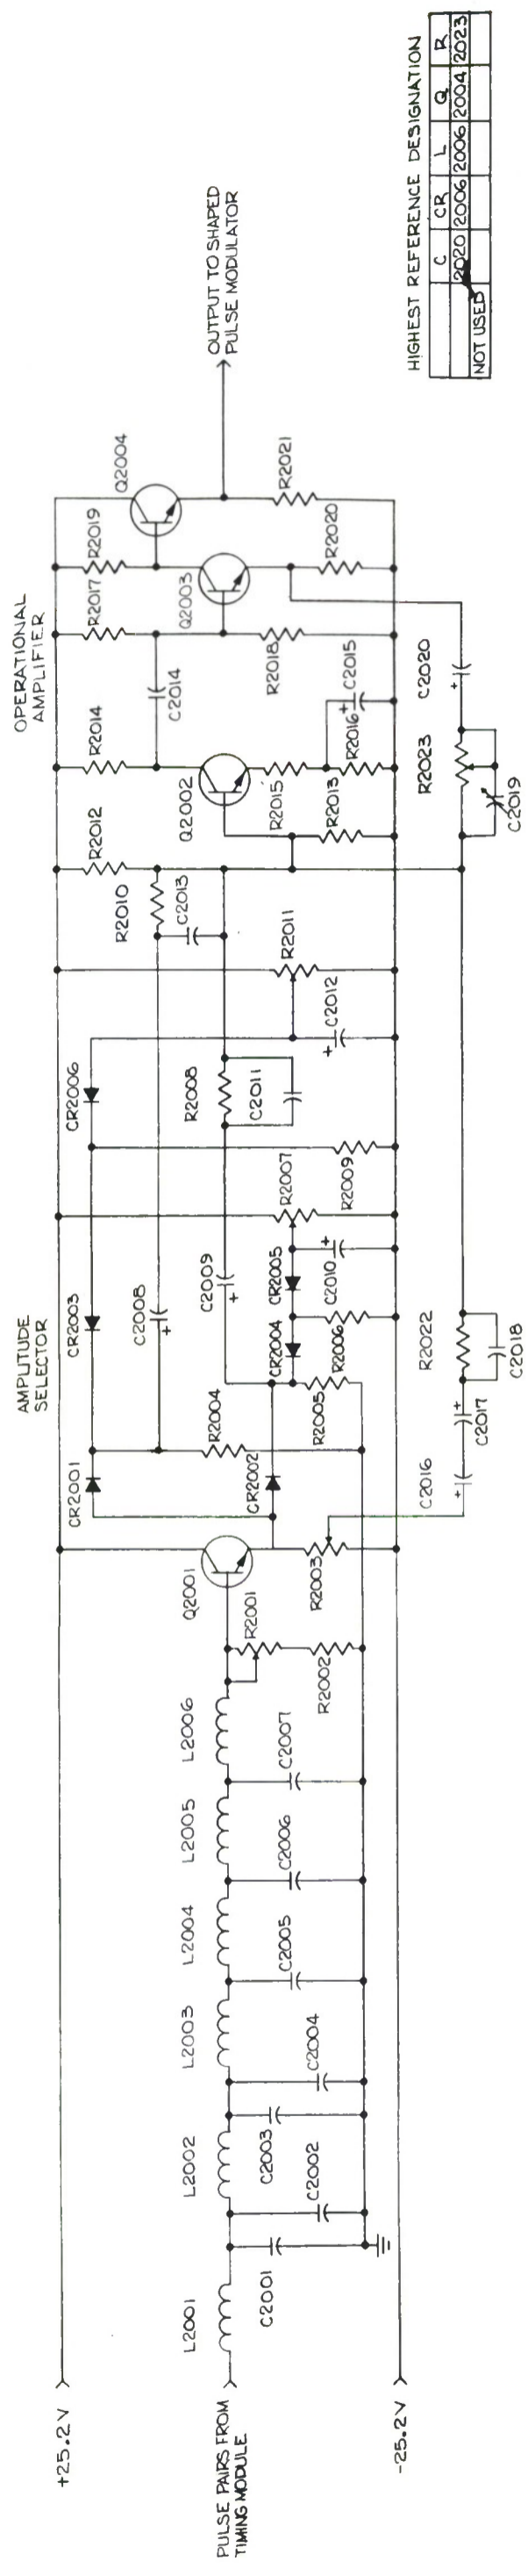 +25.2V
PULSE PAIRS FROM
TIMING MODULE
-25.2V
L2001
C2001
L2002
C2002
C2003
L2003
C2004
L2004
C2005
L2005
C2006
L2006
C2007
R2001
R2002
Q2001
R2003
AMPLITUDE
SELECTOR
CR2001
CR2002
R2004
R2005
CR2003
C2008
C2009
CR2004
CR2005
R2006
C2010
+
+
+
R2007
R2009
CR2006
R2008
C2011
C2012
+
R2011
R2010
C2013
R2012
R2013
OPERATIONAL
AMPLIFIER
R2014
Q2002
R2015
R2016
C2015
+
C2014
R2017
R2018
Q2003
R2019
R2020
Q2004
R2021
OUTPUT TO SHAPED
PULSE MODULATOR
C2016
+
C2017
+
R2022
C2018
R2023
C2019
C2020
+
HIGHEST REFERENCE DESIGNATION
C CR L Q R
2020 2006 2006 2004 2023
NOT USED